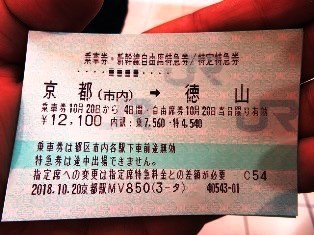 乗車券・新幹線自由席特急券/特定特急券
京都(市内) → 徳山
乗車券10月20日から4日間 自由席券10月20日当日限り有効
¥12,100 内訳:乗7,560・特4,540
乗車券は都区市内各駅下車前途無効
特急券は途中出場できません。
指定席への変更は指定席特急料金との差額が必要 C54
2018.10.20京都駅MV850(3-タ) 40543-01